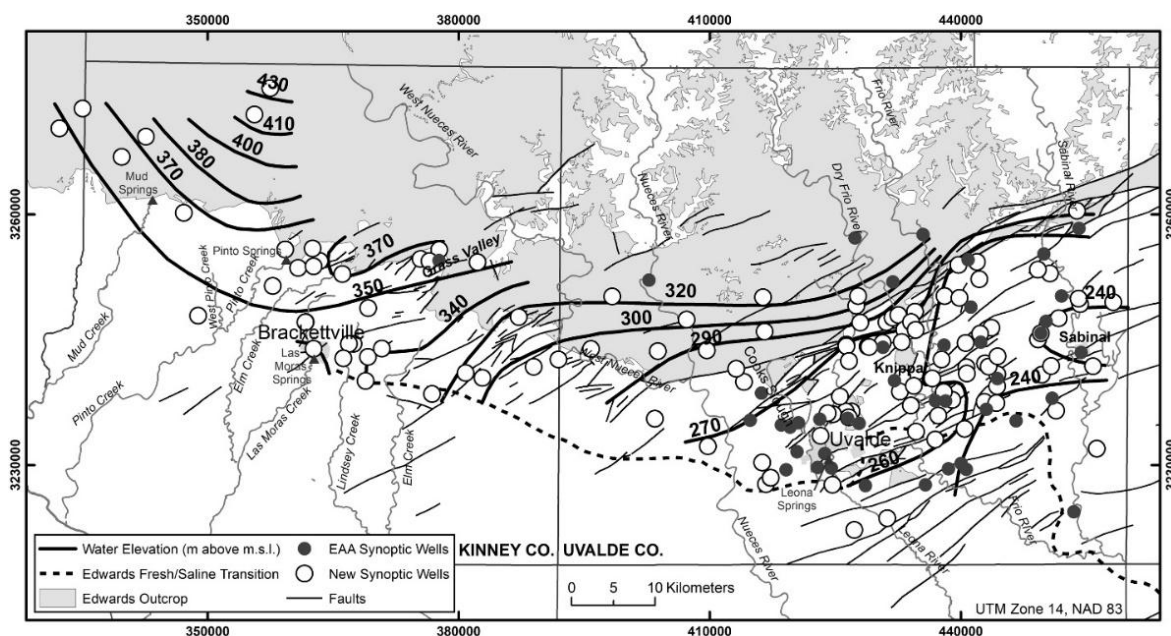 350000 380000 410000 440000
430
410
400
380
370
Mud
Springs
West Nueces River
Nueces River
Dry Frio River
Frio River
Sabinal River
3260000
3260000
Pinto Springs
370
Grass Valley
350
340
320
300
290
270
260
240
240
West Pinto Creek
Pinto Creek
Mud Creek
Pinto Creek
Elm Creek
Brackettville
Las
Moras
Springs
Las Moras Creek
Lindsey Creek
Elm Creek
West Nueces River
Cooks Slough
Knippa
Sabinal
Uvalde
Leona
Springs
3230000
Nueces River
Leona River
Frio River
Water Elevation (m above m.s.l.)
Edwards Fresh/Saline Transition
Edwards Outcrop
EAA Synoptic Wells
New Synoptic Wells
Faults
KINNEY CO. UVALDE CO.
0 5 10 Kilometers
UTM Zone 14, NAD 83
350000 380000 410000 440000